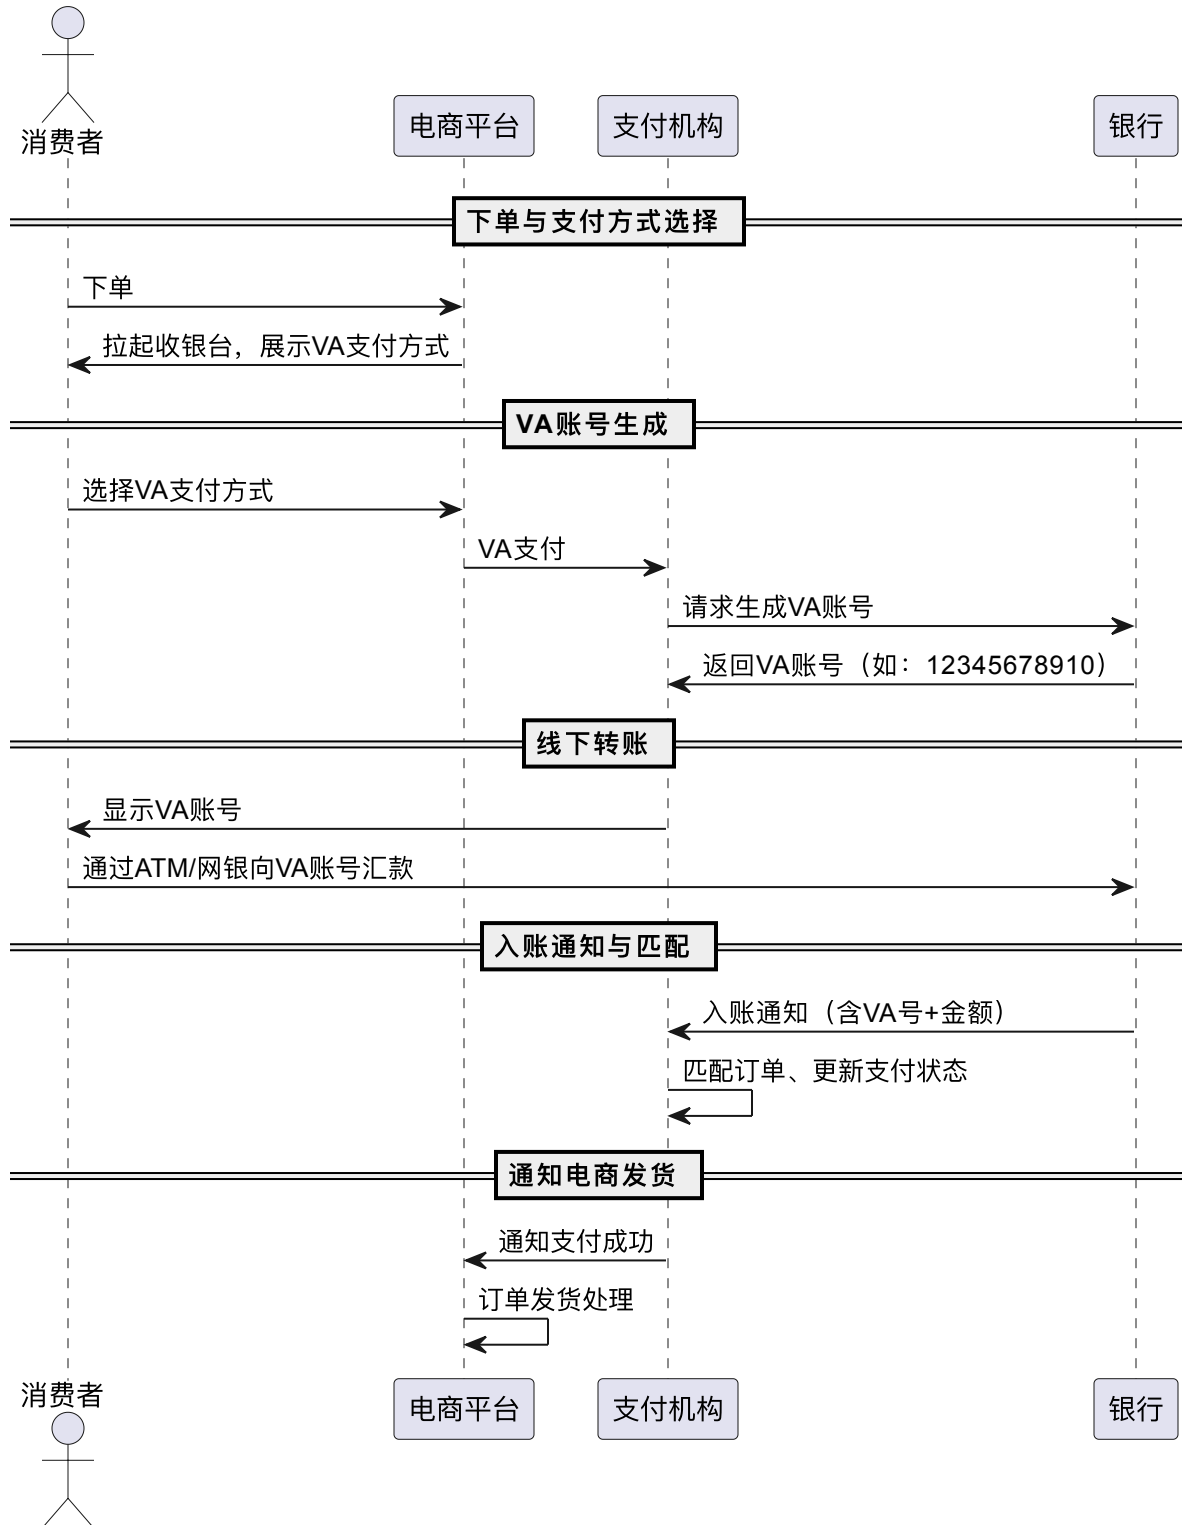 消费者
电商平台
支付机构
银行
下单与支付方式选择
下单
拉起收银台，展示VA支付方式
VA账号生成
选择VA支付方式
VA支付
请求生成VA账号
返回VA账号（如：12345678910）
线下转账
显示VA账号
通过ATM/网银向VA账号汇款
入账通知与匹配
入账通知（含VA号+金额）
匹配订单、更新支付状态
通知电商发货
通知支付成功
订单发货处理
消费者
电商平台
支付机构
银行